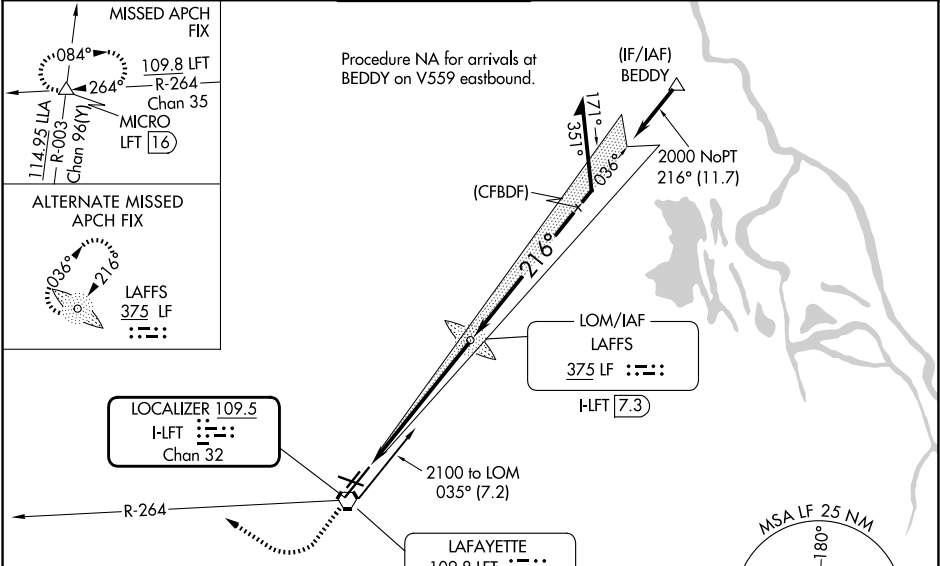 MISSED APCH
FIX
084°
109.8 LFT
264°
R-264
Chan 35
114.95 LLA
R-003
Chan 96(Y)
MICRO
LFT 16
ALTERNATE MISSED
APCH FIX
036°
216°
LAFFS
375 LF
Procedure NA for arrivals at
BEDDY on V559 eastbound.
(IF/IAF)
BEDDY
171°
351°
036°
2000 NoPT
216° (11.7)
(CFBDF)
216°
LOM/IAF
LAFFS
375 LF
I-LFT 7.3
LOCALIZER 109.5
I-LFT
Chan 32
2100 to LOM
035° (7.2)
R-264
LAFAYETTE
109.8 LFT
MSA LF 25 NM
180°